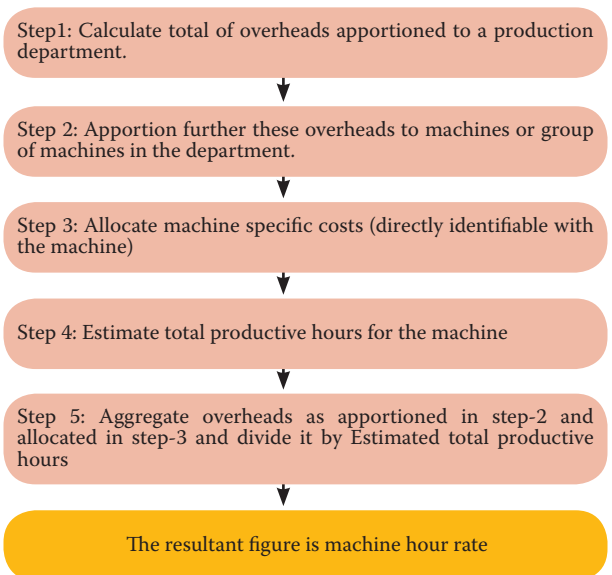 Step1: Calculate total of overheads apportioned to a production
department.
Step 2: Apportion further these overheads to machines or group
of machines in the department.
Step 3: Allocate machine specific costs (directly identifiable with
the machine)
Step 4: Estimate total productive hours for the machine
Step 5: Aggregate overheads as apportioned in step-2 and
allocated in step-3 and divide it by Estimated total productive
hours
The resultant figure is machine hour rate